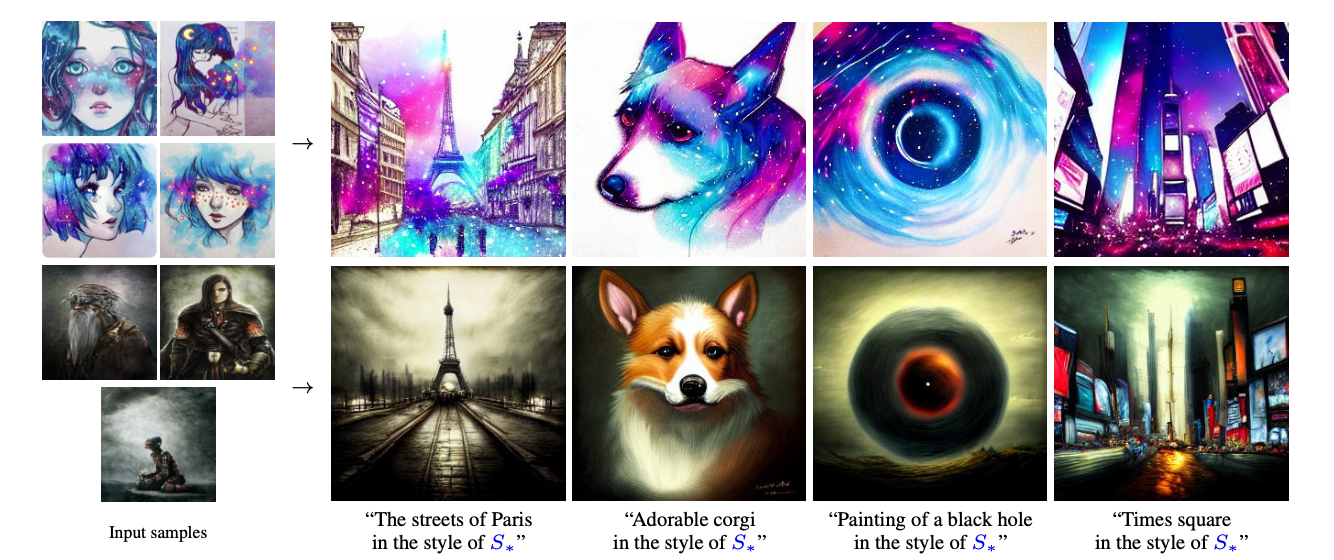 →
→
Input samples
“The streets of Paris
in the style of S*”
“Adorable corgi
in the style of S*”
“Painting of a black hole
in the style of S*”
“Times square
in the style of S*”